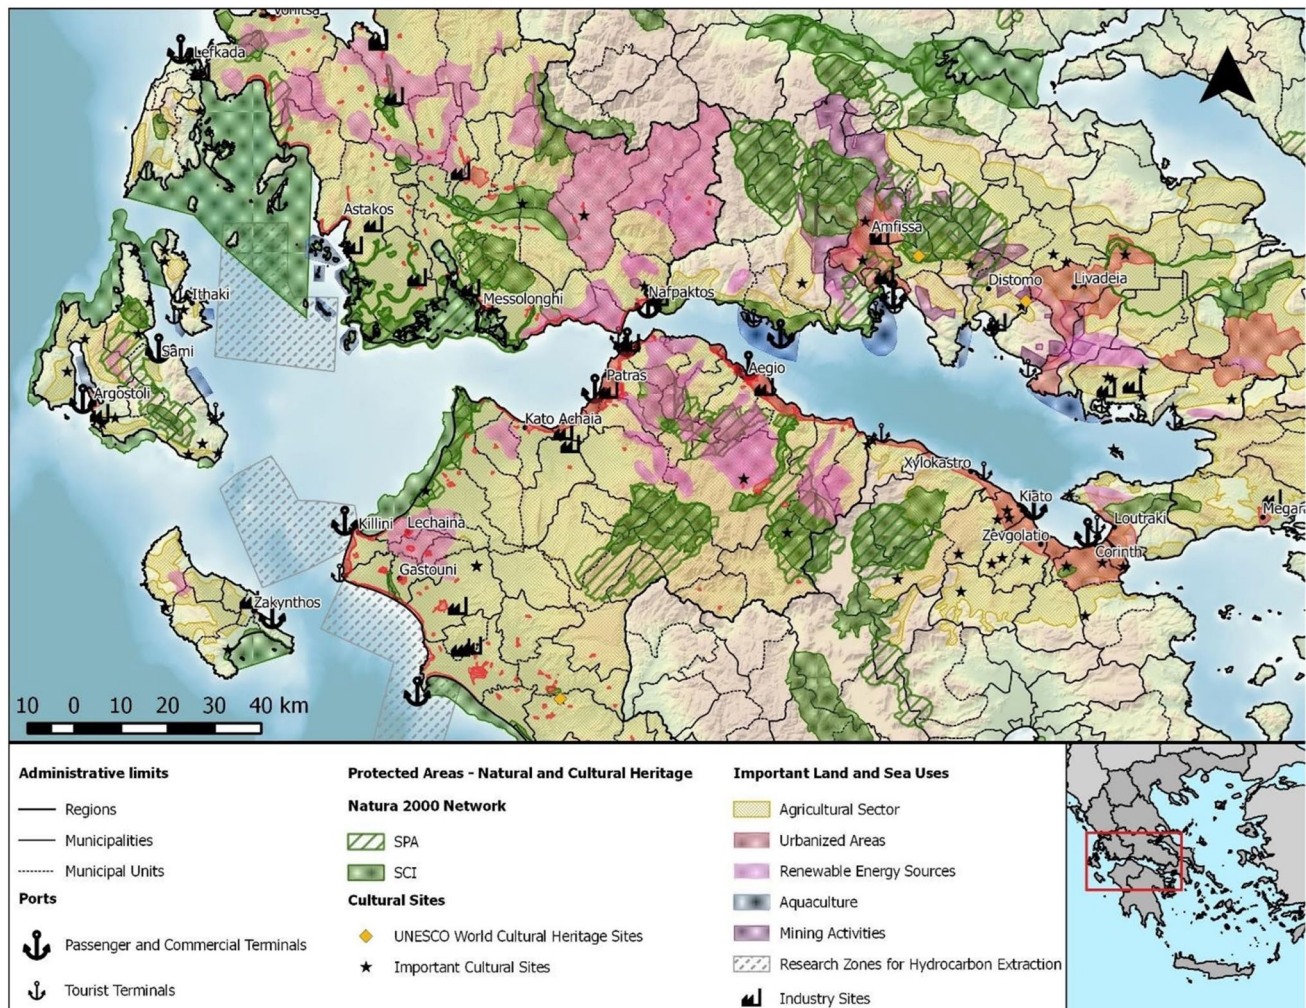 Vonitsa
Lefkada
Astakos
Amfissa
Ithaki
Messolonghi
Nafpaktos
Distomo
Livadeia
Sami
Argostoli
Patras
Aegio
Kato Achaia
Xylokastro
Killini
Lechaina
Kiato
Loutraki
Megar
Gastouni
Zevgolatio
Corinth
Zakynthos
10 0 10 20 30 40 km
Administrative limits
Regions
Municipalities
Municipal Units
Ports
Passenger and Commercial Terminals
Tourist Terminals
Protected Areas - Natural and Cultural Heritage
Natura 2000 Network
SPA
SCI
Cultural Sites
UNESCO World Cultural Heritage Sites
Important Cultural Sites
Important Land and Sea Uses
Agricultural Sector
Urbanized Areas
Renewable Energy Sources
Aquaculture
Mining Activities
Research Zones for Hydrocarbon Extraction
Industry Sites